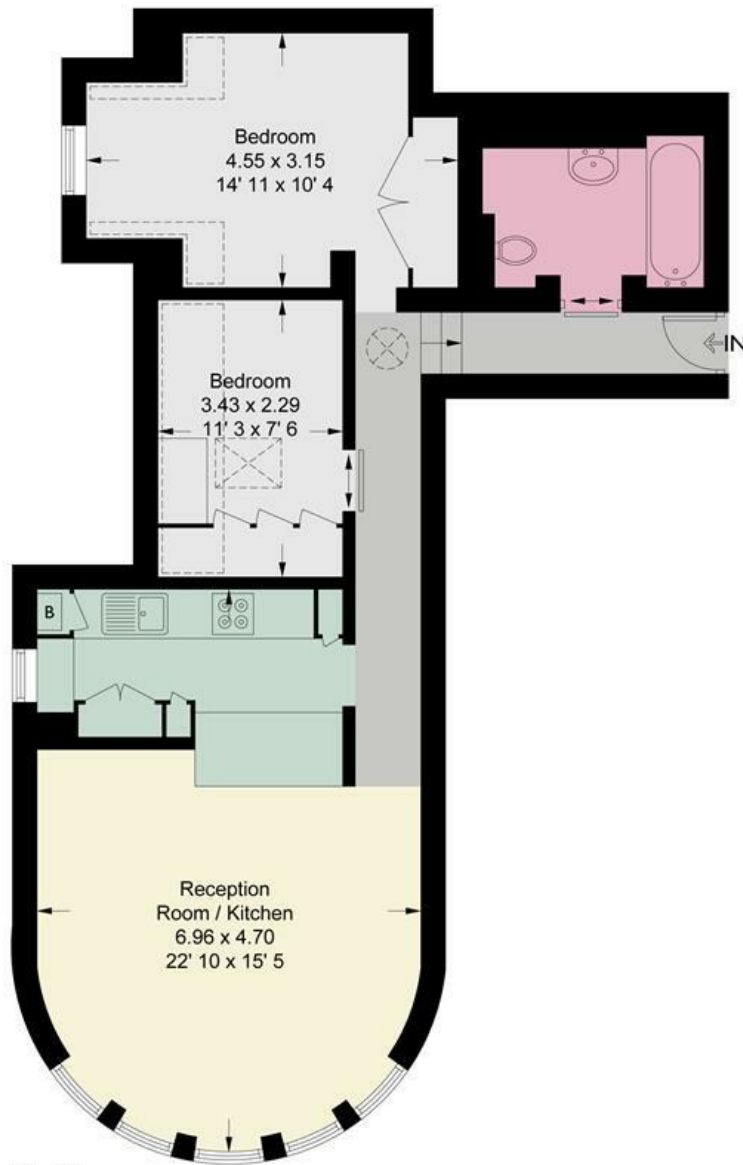 Bedroom
4.55 x 3.15
14' 11 x 10' 4
IN
Bedroom
3.43 x 2.29
11' 3 x 7' 6
B
Reception
Room / Kitchen
6.96 x 4.70
22' 10 x 15' 5